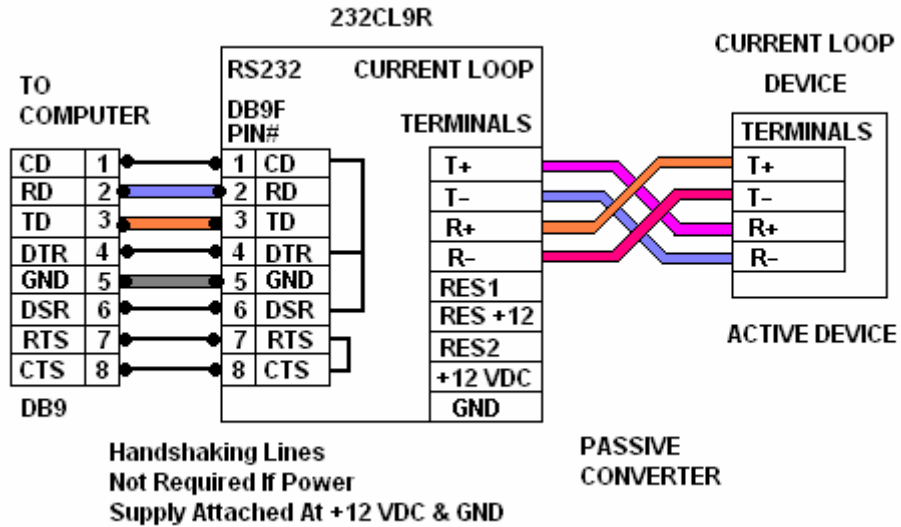 232CL9R
TO
COMPUTER
CD 1
RD 2
TD 3
DTR 4
GND 5
DSR 6
RTS 7
CTS 8
DB9
RS232
DB9F
PIN#
1 CD
2 RD
3 TD
4 DTR
5 GND
6 DSR
7 RTS
8 CTS
CURRENT LOOP
TERMINALS
T+
T-
R+
R-
RES1
RES +12
RES2
+12 VDC
GND
CURRENT LOOP
DEVICE
TERMINALS
T+
T-
R+
R-
ACTIVE DEVICE
PASSIVE
CONVERTER
Handshaking Lines
Not Required If Power
Supply Attached At +12 VDC & GND